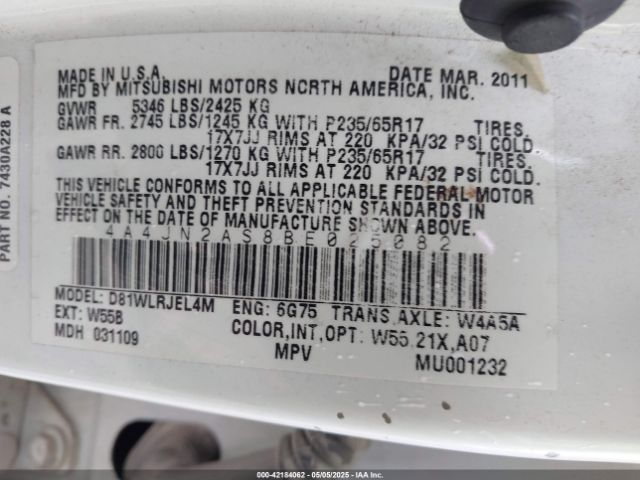 MADE IN U.S.A. DATE MAR. 2011
MFD BY MITSUBISHI MOTORS NORTH AMERICA, INC.
GVWR 5346 LBS/2425 KG
GAWR FR. 2745 LBS/1245 KG WITH P235/65R17 TIRES.
17X7JJ RIMS AT 220 KPA/32 PSI COLD.
GAWR RR. 2800 LBS/1270 KG WITH P235/65R17 TIRES.
17X7JJ RIMS AT 220 KPA/32 PSI COLD.
THIS VEHICLE CONFORMS TO ALL APPLICABLE FEDERAL MOTOR
VEHICLE SAFETY AND THEFT PREVENTION STANDARDS IN
EFFECT ON THE DATE OF MANUFACTURE SHOWN ABOVE.
4A4JN2AS8BE025082
MODEL: D81WLRJEL4M ENG: 6G75 TRANS.AXLE: W4A5A
EXT: W55B COLOR,INT,OPT: W55.21X,A07
MDH 031109 MPV MU001232
PART NO. 7430A228 A
000-42184062 - 05/05/2025 - IAAI.COM